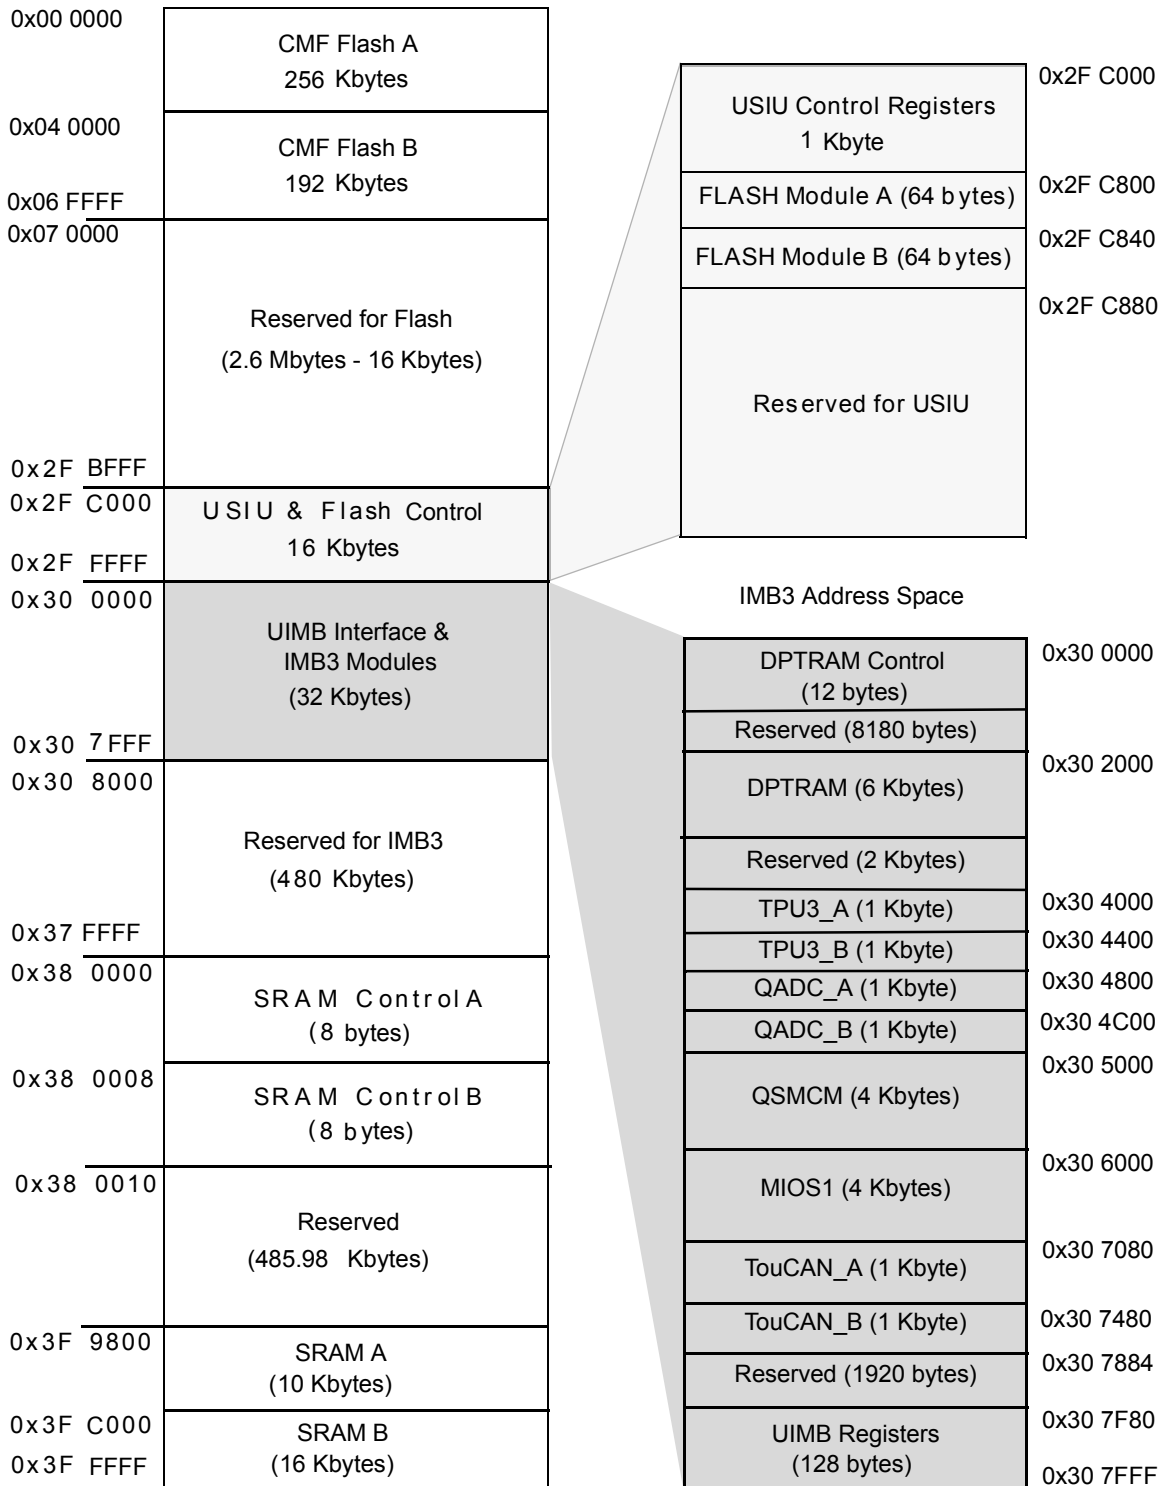 0x00 0000
CMF Flash A
256 Kbytes
0x04 0000
CMF Flash B
192 Kbytes
0x06 FFFF
0x07 0000
Reserved for Flash
(2.6 Mbytes - 16 Kbytes)
0x2F BFFF
0x2F C000
USIU & Flash Control
16 Kbytes
0x2F FFFF
0x30 0000
UIMB Interface &
IMB3 Modules
(32 Kbytes)
0x30 7FFF
0x30 8000
Reserved for IMB3
(480 Kbytes)
0x37 FFFF
0x38 0000
SRAM Control A
(8 bytes)
0x38 0008
SRAM Control B
(8 bytes)
0x38 0010
Reserved
(485.98 Kbytes)
0x3F 9800
SRAM A
(10 Kbytes)
0x3F C000
SRAM B
(16 Kbytes)
0x3F FFFF
0x2F C000
USIU Control Registers
1 Kbyte
FLASH Module A (64 bytes)
0x2F C800
FLASH Module B (64 bytes)
0x2F C840
0x2F C880
Reserved for USIU
IMB3 Address Space
DPTRAM Control
(12 bytes)
0x30 0000
Reserved (8180 bytes)
0x30 2000
DPTRAM (6 Kbytes)
Reserved (2 Kbytes)
TPU3_A (1 Kbyte)
0x30 4000
TPU3_B (1 Kbyte)
0x30 4400
QADC_A (1 Kbyte)
0x30 4800
QADC_B (1 Kbyte)
0x30 4C00
0x30 5000
QSMCM (4 Kbytes)
0x30 6000
MIOS1 (4 Kbytes)
0x30 7080
TouCAN_A (1 Kbyte)
TouCAN_B (1 Kbyte)
0x30 7480
Reserved (1920 bytes)
0x30 7884
UIMB Registers
(128 bytes)
0x30 7F80
0x30 7FFF